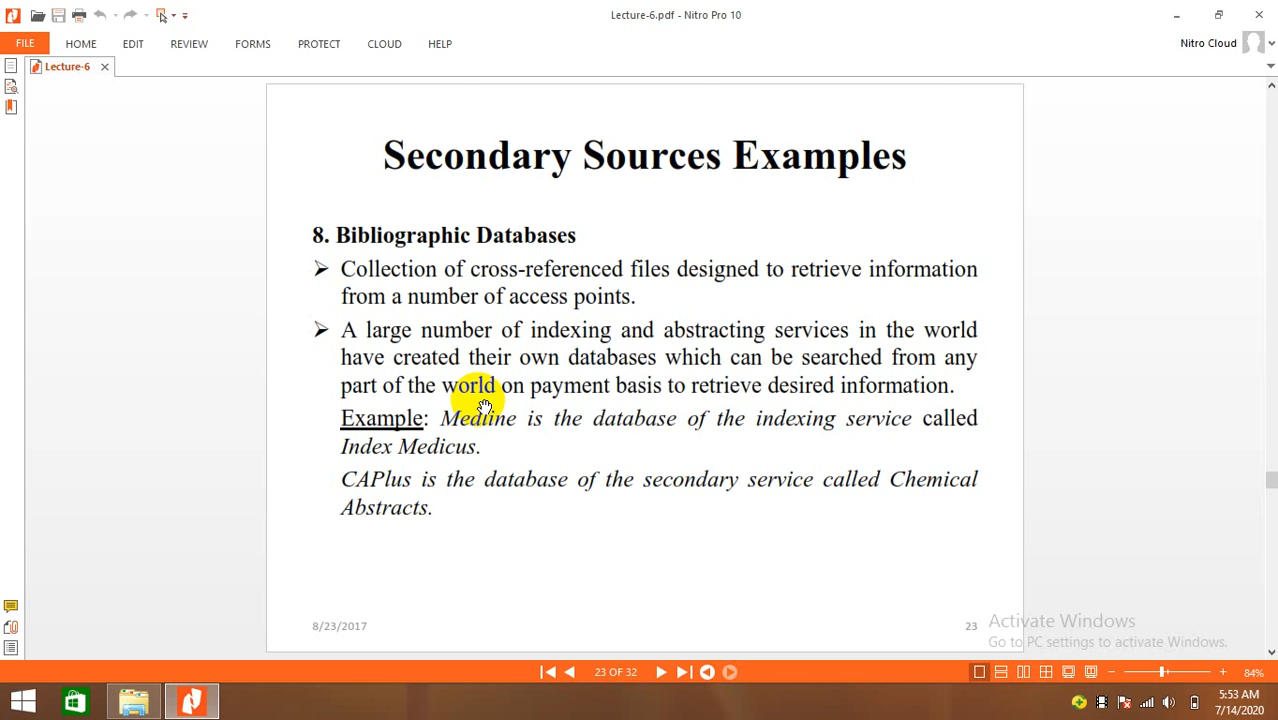 Lecture-6.pdf - Nitro Pro 10
FILE HOME EDIT REVIEW FORMS PROTECT CLOUD HELP Nitro Cloud
Lecture-6
Secondary Sources Examples
8. Bibliographic Databases
➢ Collection of cross-referenced files designed to retrieve information
from a number of access points.
➢ A large number of indexing and abstracting services in the world
have created their own databases which can be searched from any
part of the world on payment basis to retrieve desired information.
Example: Medline is the database of the indexing service called
Index Medicus.
CAPlus is the database of the secondary service called Chemical
Abstracts.
8/23/2017 23
Activate Windows
Go to PC settings to activate Windows.
23 OF 32 84%
5:53 AM
7/14/2020